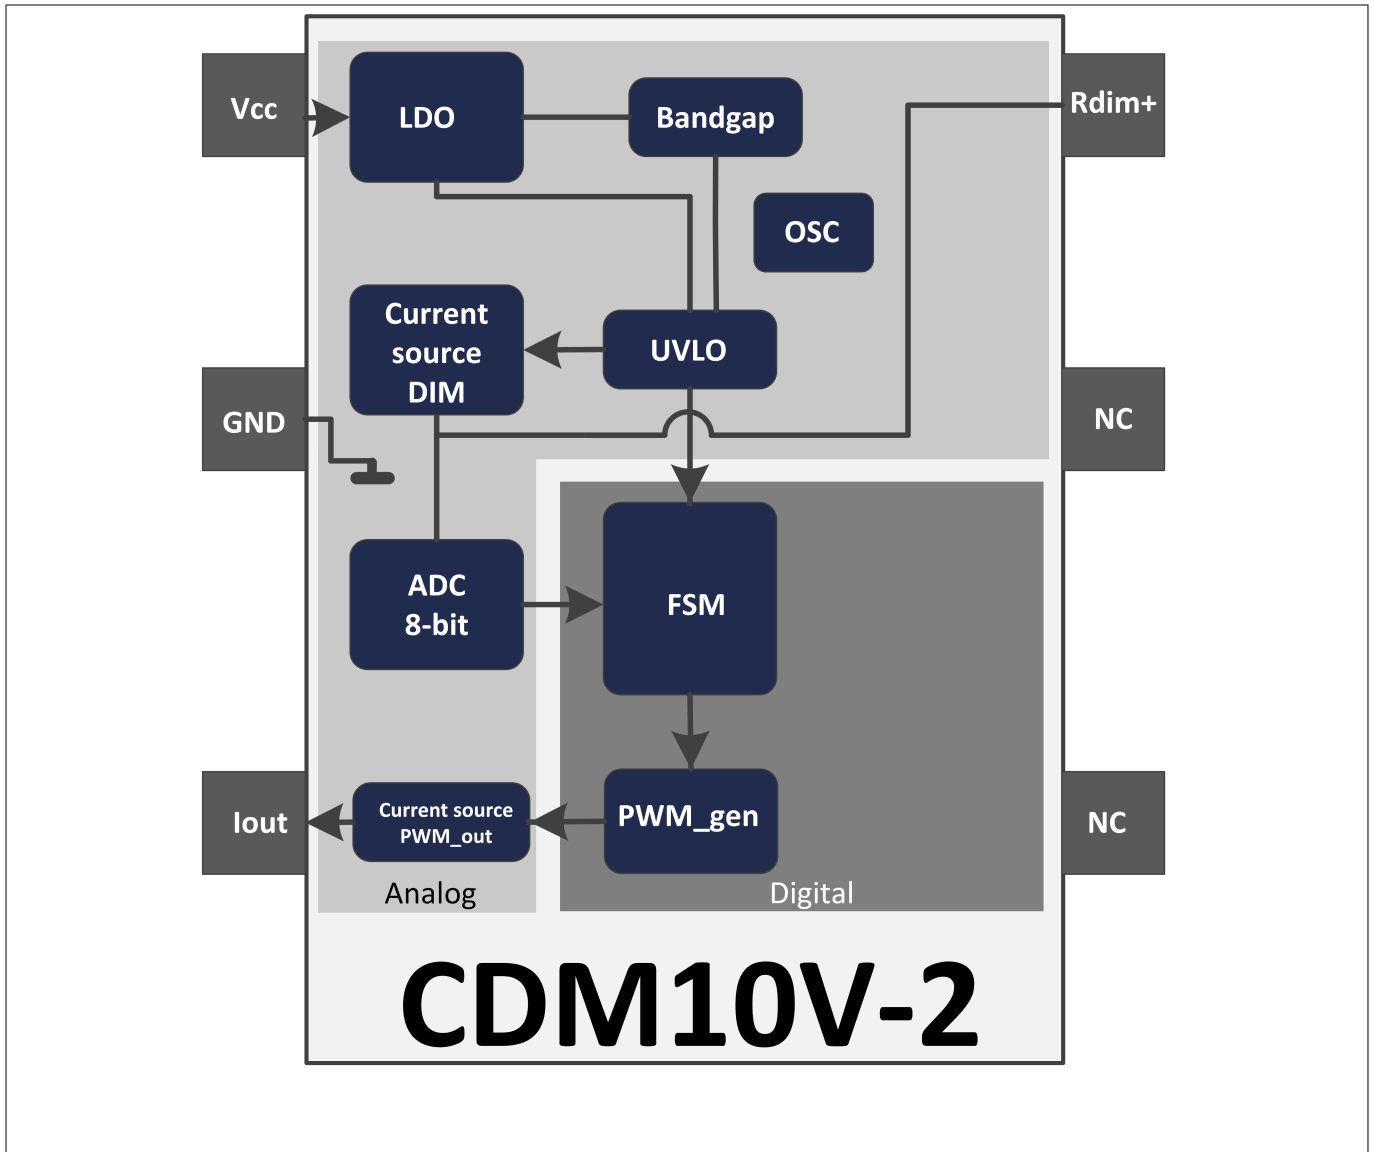 Vcc
LDO
Bandgap
Rdim+
OSC
Current
source
DIM
UVLO
GND
NC
ADC
8-bit
FSM
Iout
Current source
PWM_out
PWM_gen
NC
Analog
Digital
CDM10V-2